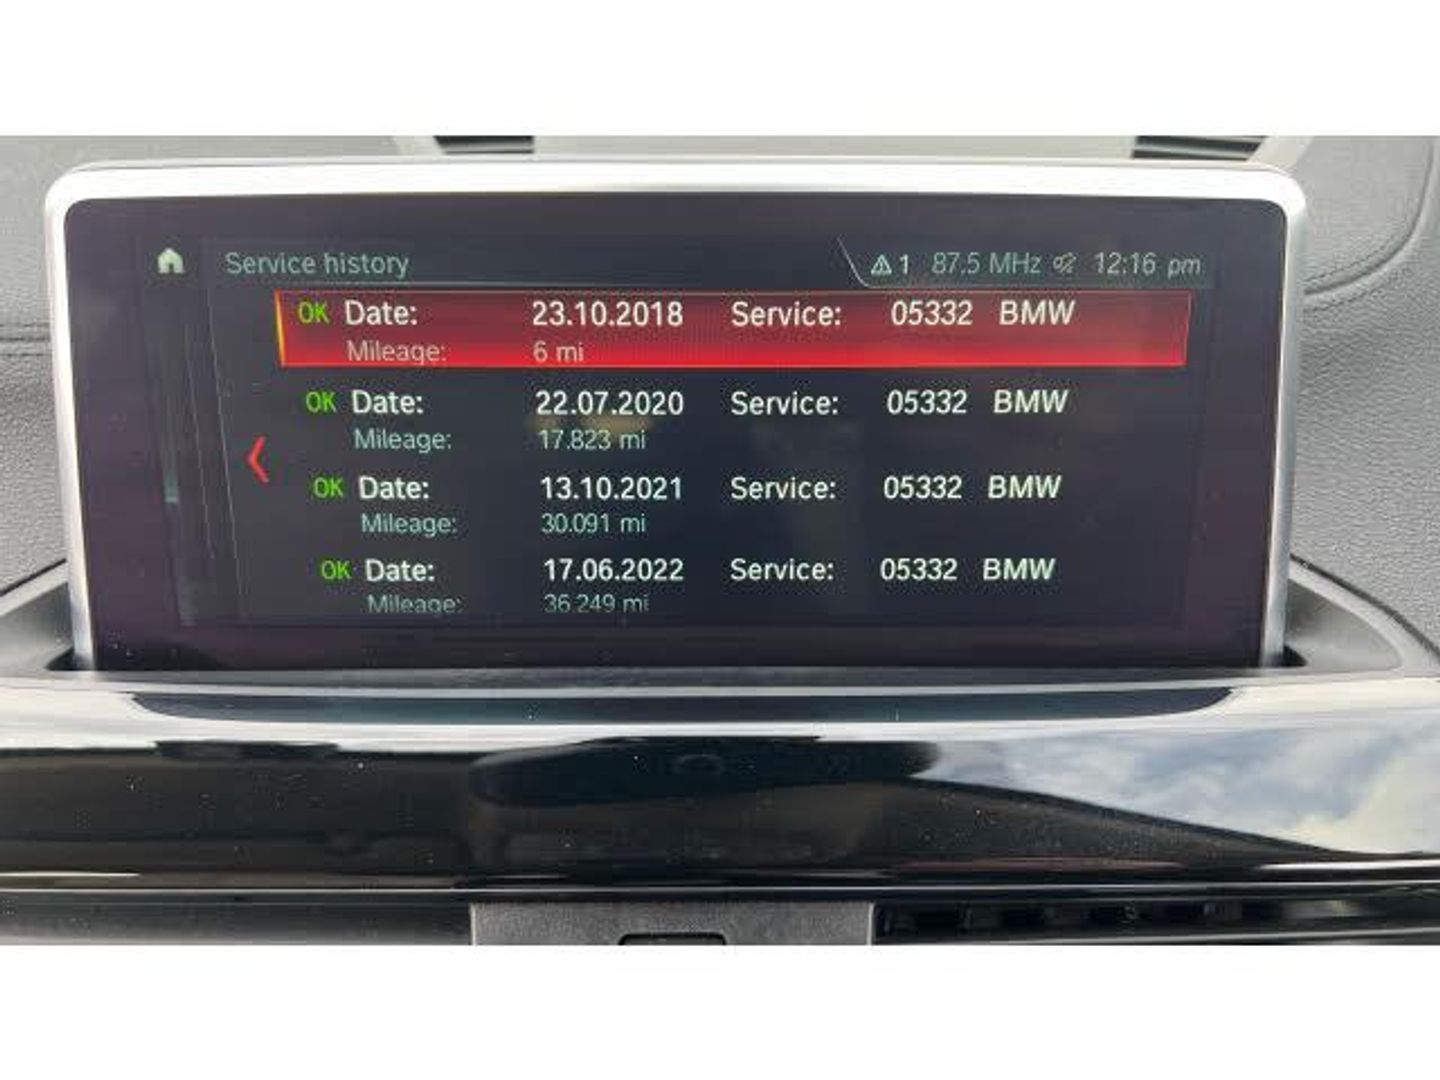 Service history
1 87.5 MHz 12:16 pm
OK Date: 23.10.2018 Service: 05332 BMW
Mileage: 6 mi
OK Date: 22.07.2020 Service: 05332 BMW
Mileage: 17.823 mi
OK Date: 13.10.2021 Service: 05332 BMW
Mileage: 30.091 mi
OK Date: 17.06.2022 Service: 05332 BMW
Mileage: 36 249 mi